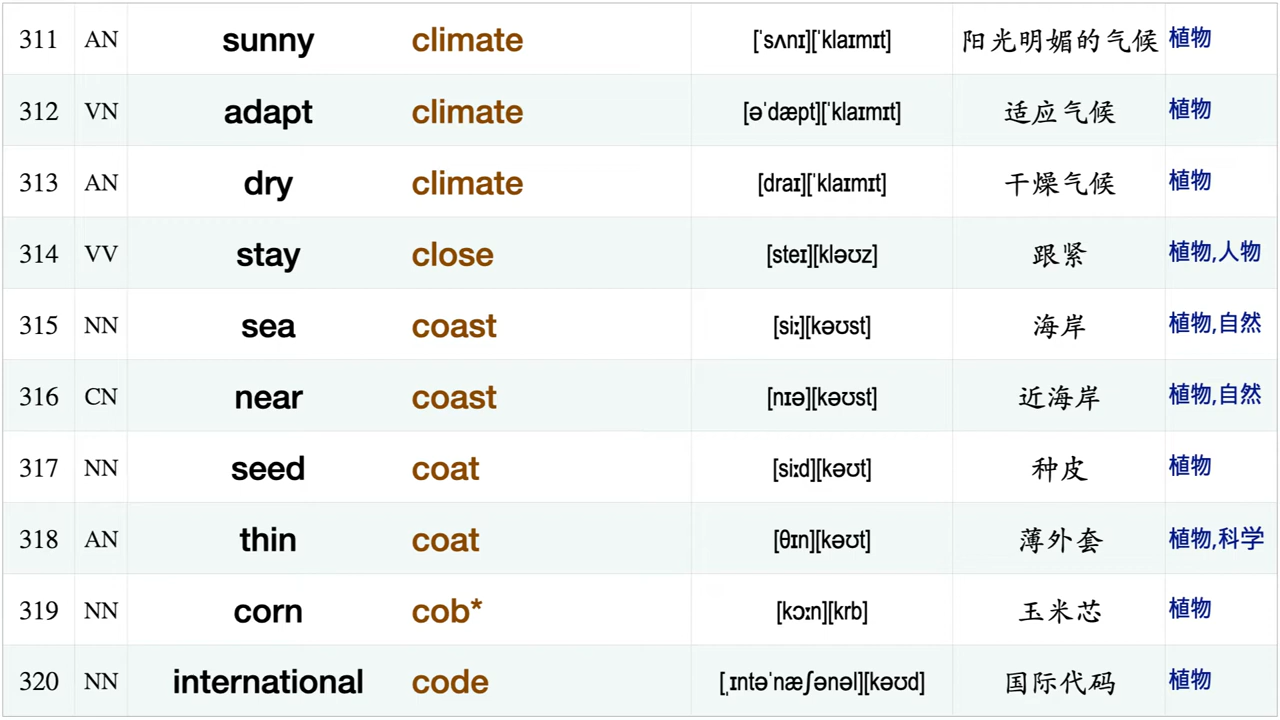 311 AN sunny climate [ˈsʌnɪ][ˈklaɪmɪt] 阳光明媚的气候 植物
312 VN adapt climate [əˈdæpt][ˈklaɪmɪt] 适应气候 植物
313 AN dry climate [draɪ][ˈklaɪmɪt] 干燥气候 植物
314 VV stay close [steɪ][kləʊz] 跟紧 植物,人物
315 NN sea coast [siː][kəʊst] 海岸 植物,自然
316 CN near coast [nɪə][kəʊst] 近海岸 植物,自然
317 NN seed coat [siːd][kəʊt] 种皮 植物
318 AN thin coat [θɪn][kəʊt] 薄外套 植物,科学
319 NN corn cob* [kɔːn][krb] 玉米芯 植物
320 NN international code [ˌɪntəˈnæʃənəl][kəʊd] 国际代码 植物